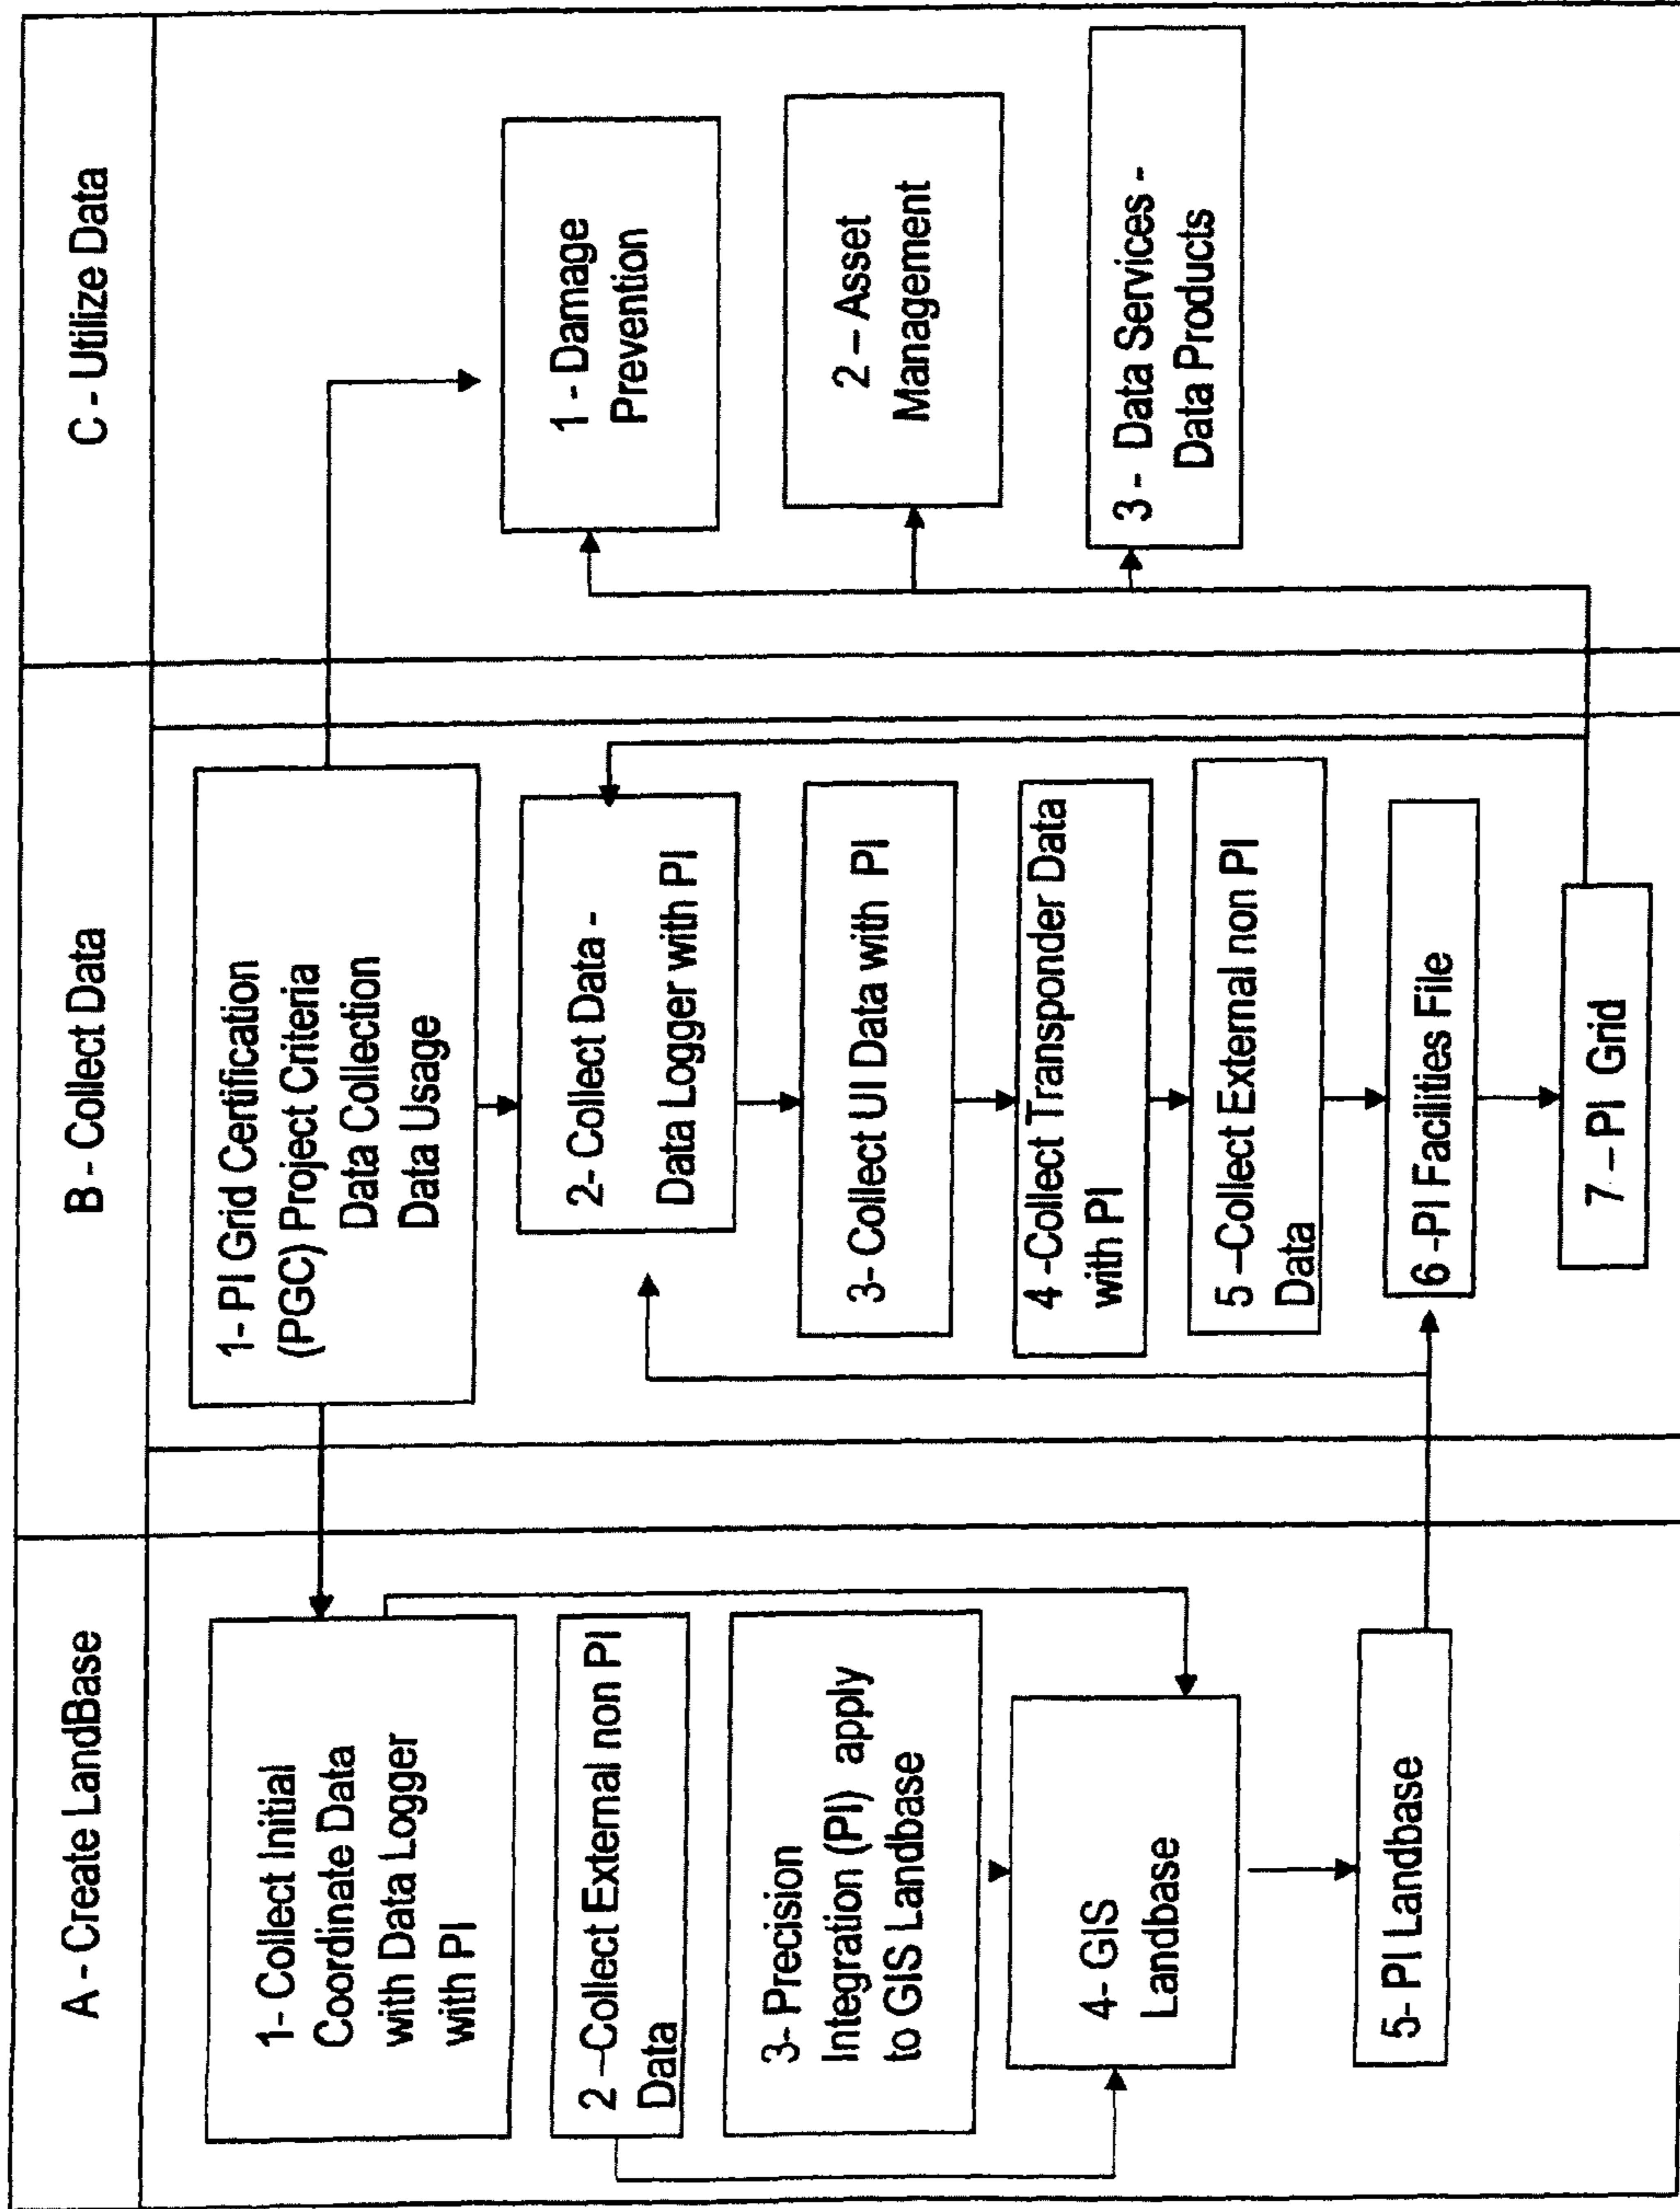 A - Create LandBase
1- Collect Initial
Coordinate Data
with Data Logger
with PI
2 –Collect External non PI
Data
3- Precision
Integration (PI) apply
to GIS Landbase
4- GIS
Landbase
5- PI Landbase
B - Collect Data
1- PI Grid Certification
(PGC) Project Criteria
Data Collection
Data Usage
2- Collect Data -
Data Logger with PI
3- Collect UI Data with PI
4 -Collect Transponder Data
with PI
5 –Collect External non PI
Data
6 -PI Facilities File
7 – PI Grid
C - Utilize Data
1 - Damage
Prevention
2 – Asset
Management
3 - Data Services -
Data Products